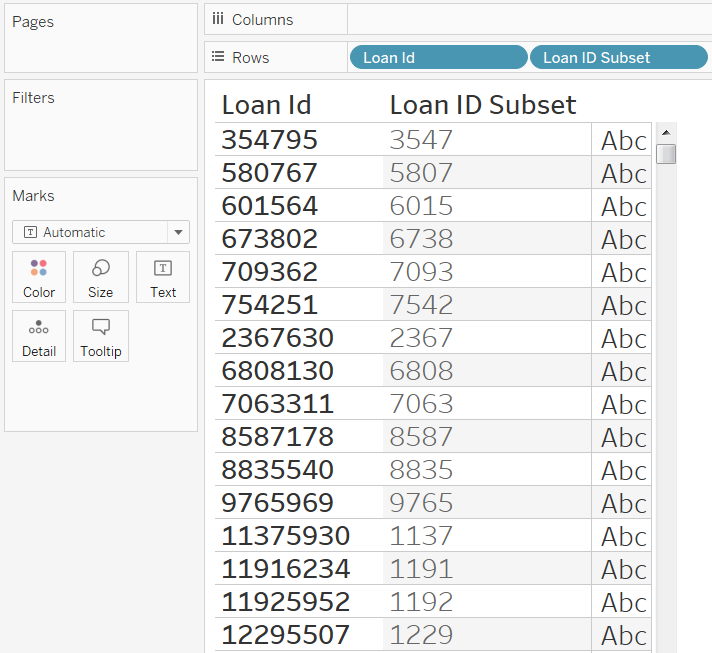 Pages
Filters
Marks
Automatic
Color Size Text
Detail Tooltip
Columns
Rows Loan Id Loan ID Subset
Loan Id Loan ID Subset
354795 3547 Abc
580767 5807 Abc
601564 6015 Abc
673802 6738 Abc
709362 7093 Abc
754251 7542 Abc
2367630 2367 Abc
6808130 6808 Abc
7063311 7063 Abc
8587178 8587 Abc
8835540 8835 Abc
9765969 9765 Abc
11375930 1137 Abc
11916234 1191 Abc
11925952 1192 Abc
12295507 1229 Abc